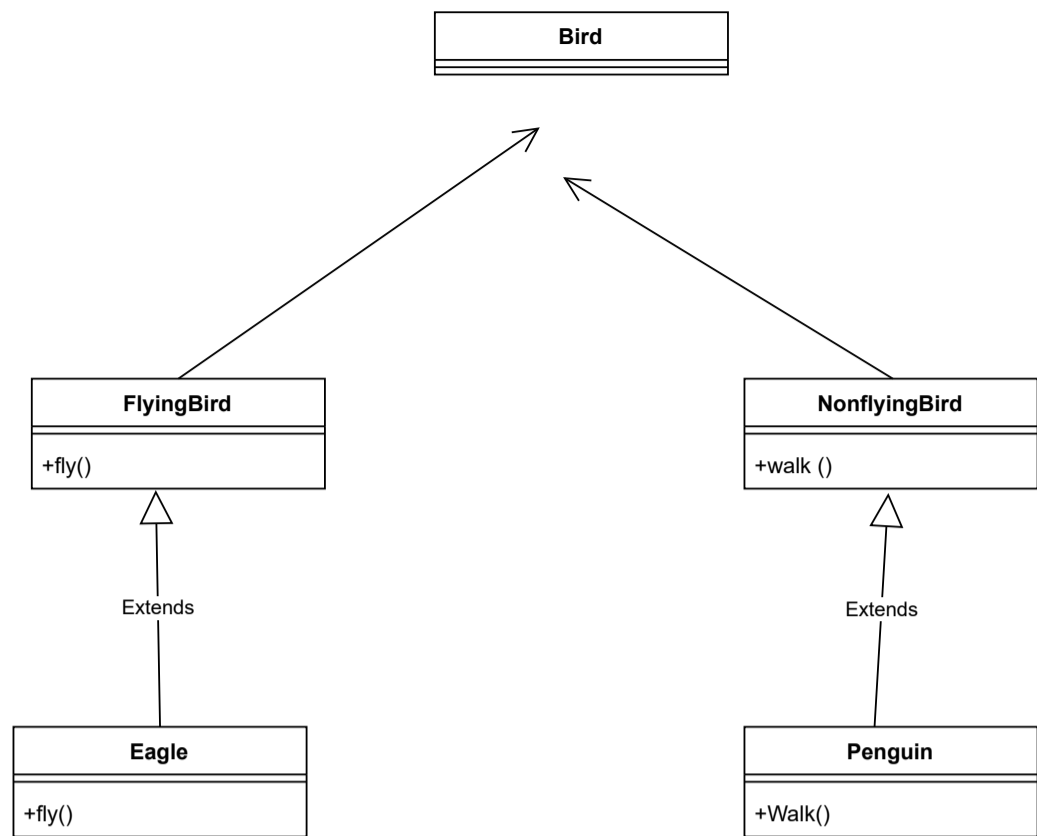 Bird
FlyingBird
+fly()
NonflyingBird
+walk ()
Extends
Extends
Eagle
+fly()
Penguin
+Walk()